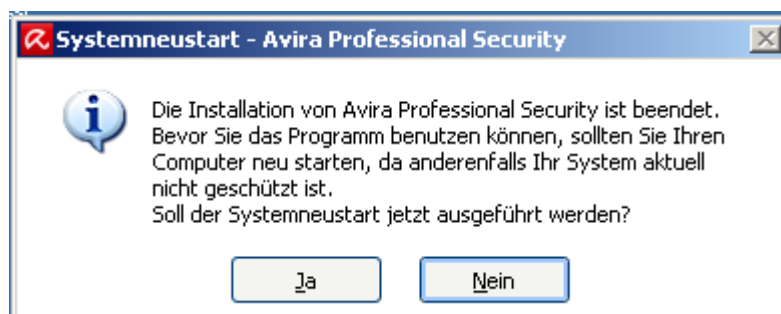 Systemneustart - Avira Professional Security
Die Installation von Avira Professional Security ist beendet.
Bevor Sie das Programm benutzen können, sollten Sie Ihren
Computer neu starten, da anderenfalls Ihr System aktuell
nicht geschützt ist.
Soll der Systemneustart jetzt ausgeführt werden?
Ja
Nein